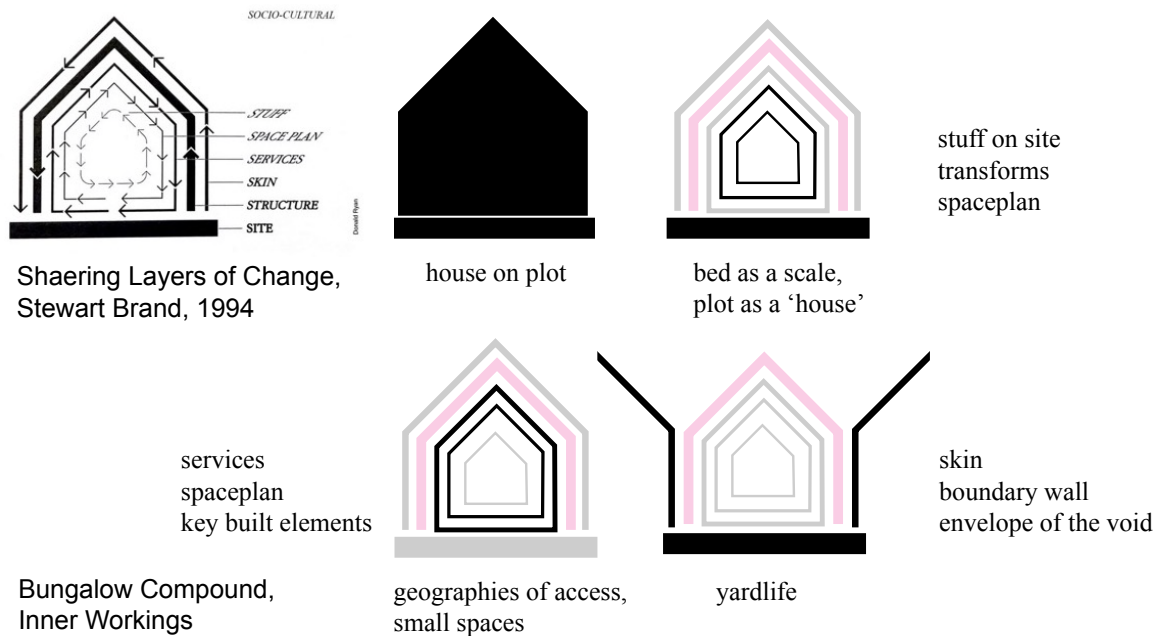 SOCIO-CULTURAL
STUFF
SPACE PLAN
SERVICES
SKIN
STRUCTURE
SITE
Donald Ryan
Shaering Layers of Change,
Stewart Brand, 1994
house on plot
bed as a scale,
plot as a ‘house’
stuff on site
transforms
spaceplan
services
spaceplan
key built elements
skin
boundary wall
envelope of the void
Bungalow Compound,
Inner Workings
geographies of access,
small spaces
yardlife